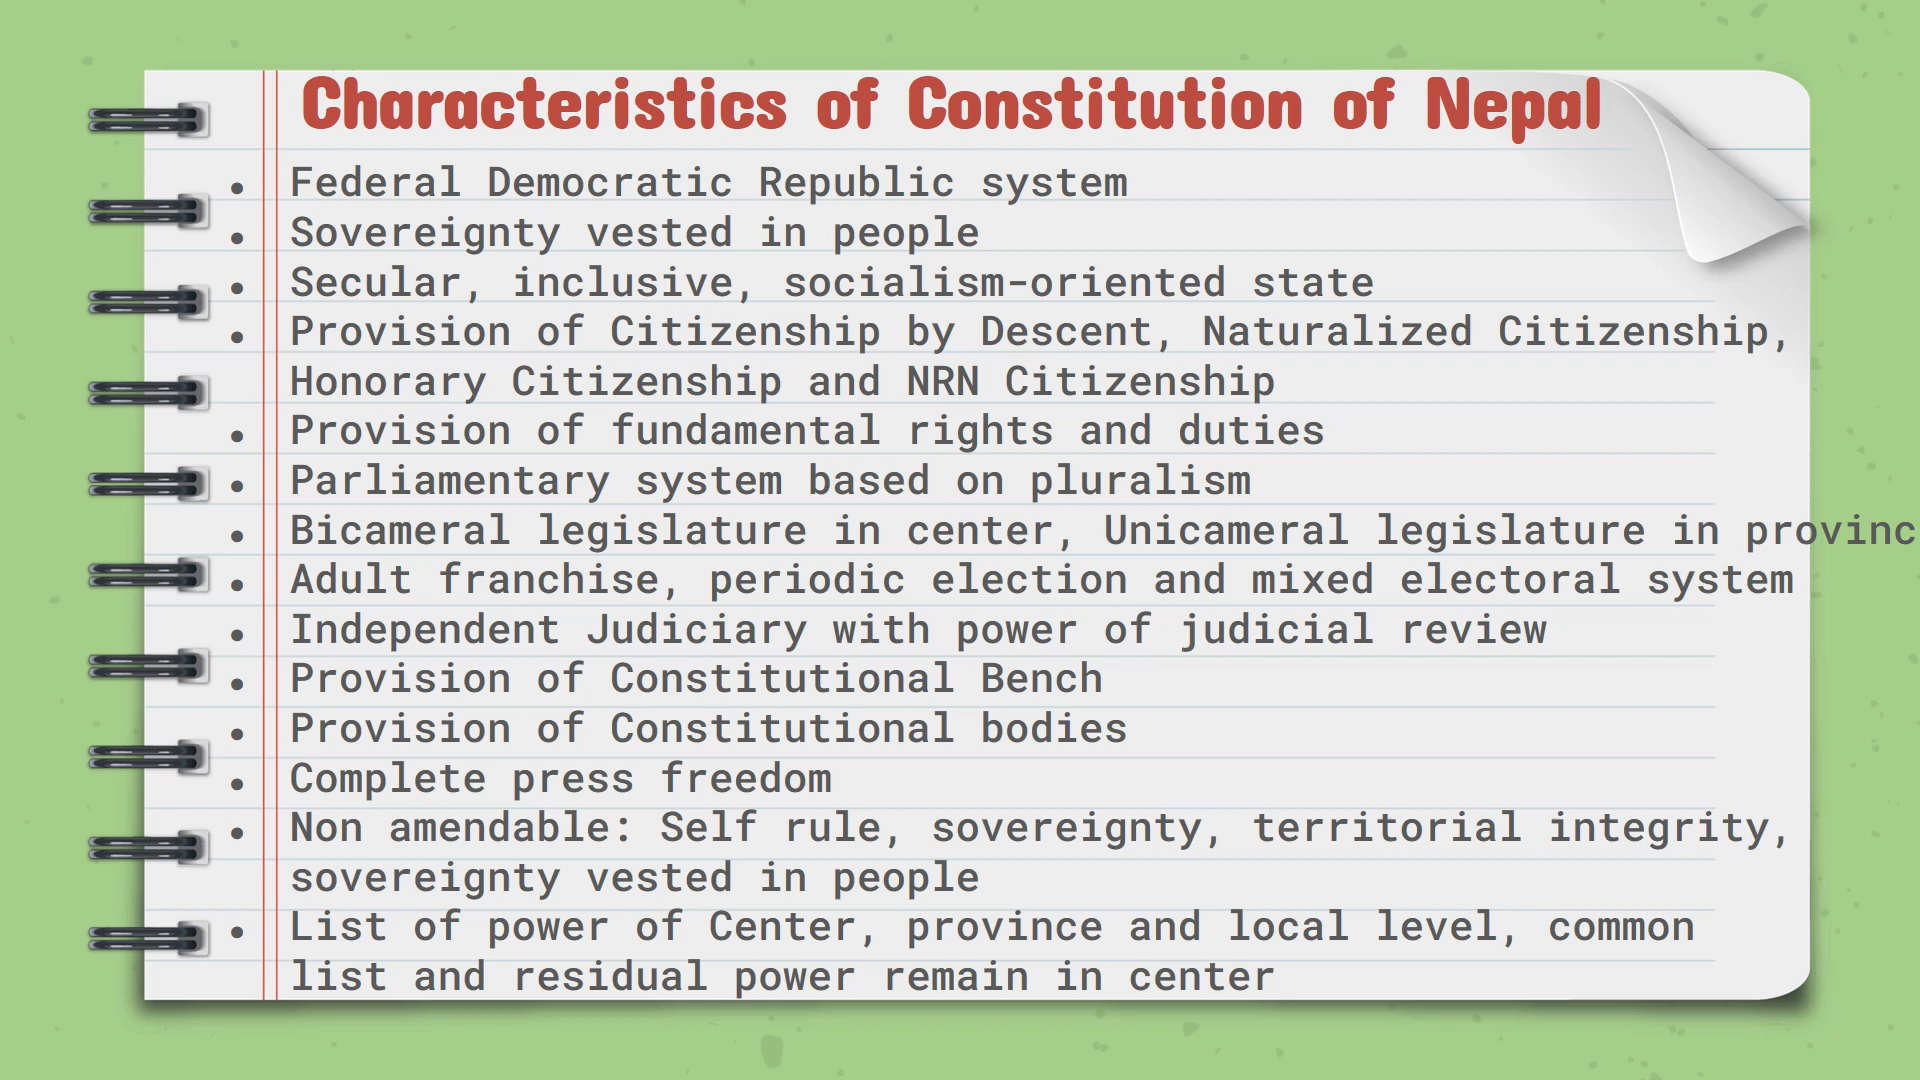 Characteristics of Constitution of Nepal
• Federal Democratic Republic system
• Sovereignty vested in people
• Secular, inclusive, socialism-oriented state
• Provision of Citizenship by Descent, Naturalized Citizenship,
Honorary Citizenship and NRN Citizenship
• Provision of fundamental rights and duties
• Parliamentary system based on pluralism
• Bicameral legislature in center, Unicameral legislature in provinc
• Adult franchise, periodic election and mixed electoral system
• Independent Judiciary with power of judicial review
• Provision of Constitutional Bench
• Provision of Constitutional bodies
• Complete press freedom
• Non amendable: Self rule, sovereignty, territorial integrity,
sovereignty vested in people
• List of power of Center, province and local level, common
list and residual power remain in center